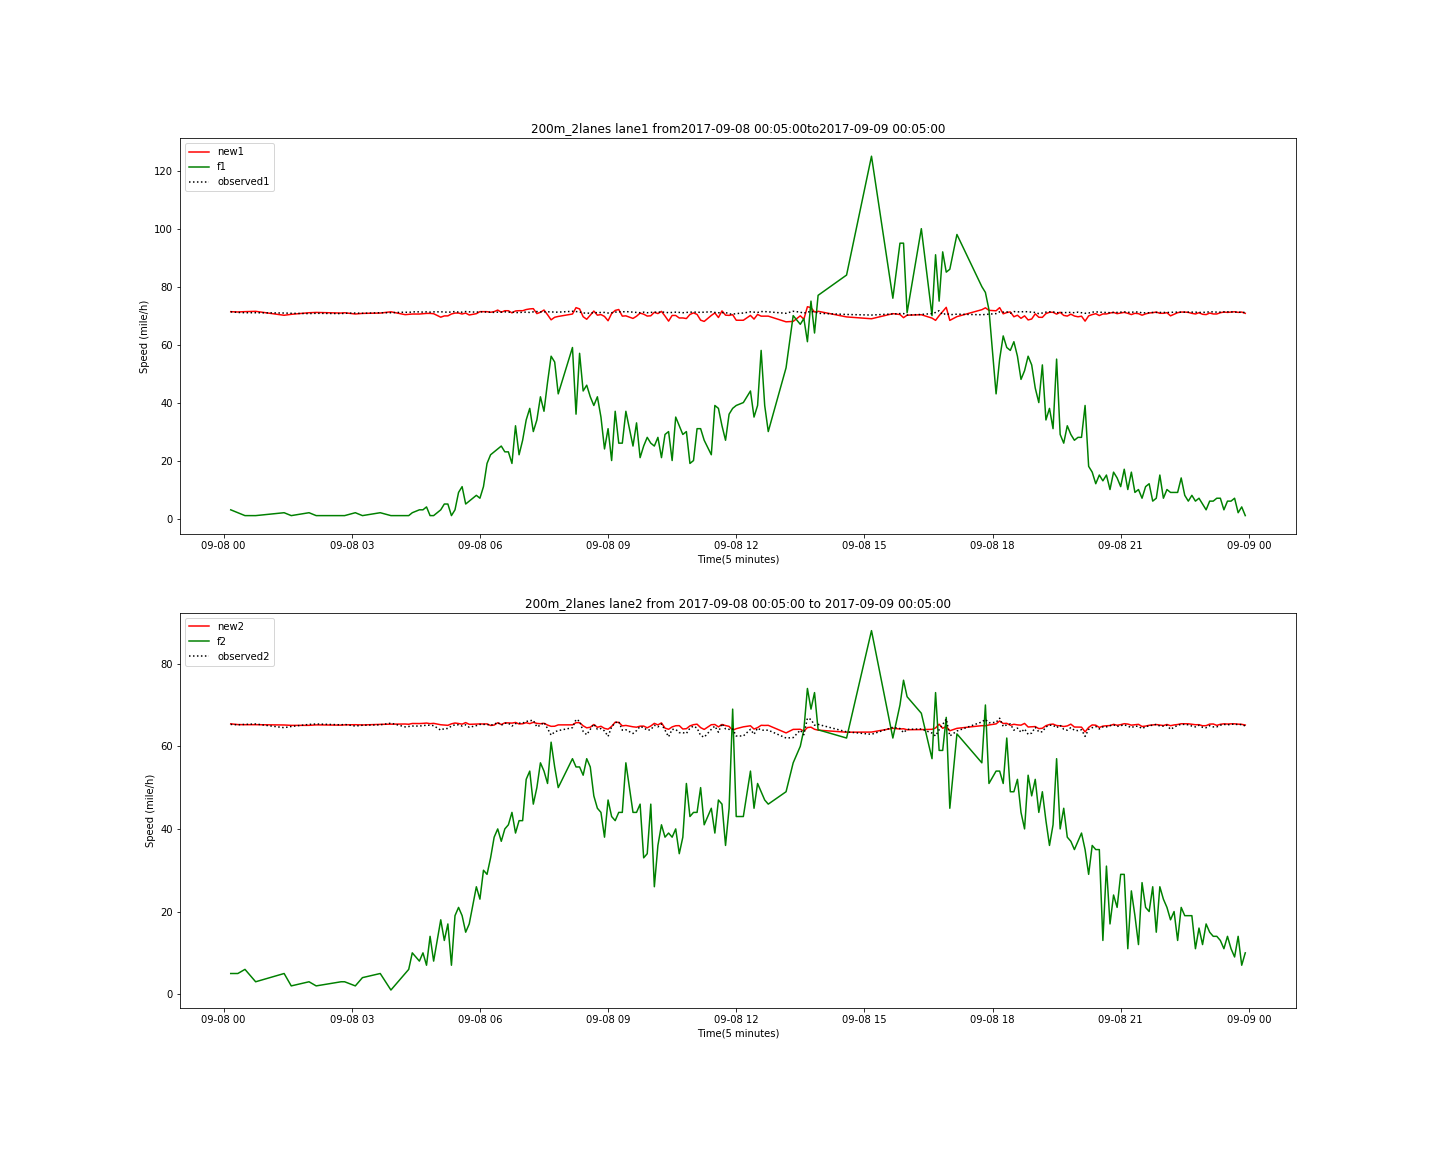 200m_2lanes lane1 from2017-09-08 00:05:00to2017-09-09 00:05:00
new1
f1
observed1
120
100
80
60
40
20
0
Speed (mile/h)
09-08 00 09-08 03 09-08 06 09-08 09 09-08 12 09-08 15 09-08 18 09-08 21 09-09 00
Time(5 minutes)
200m_2lanes lane2 from 2017-09-08 00:05:00 to 2017-09-09 00:05:00
new2
f2
observed2
80
60
40
20
0
Speed (mile/h)
09-08 00 09-08 03 09-08 06 09-08 09 09-08 12 09-08 15 09-08 18 09-08 21 09-09 00
Time(5 minutes)